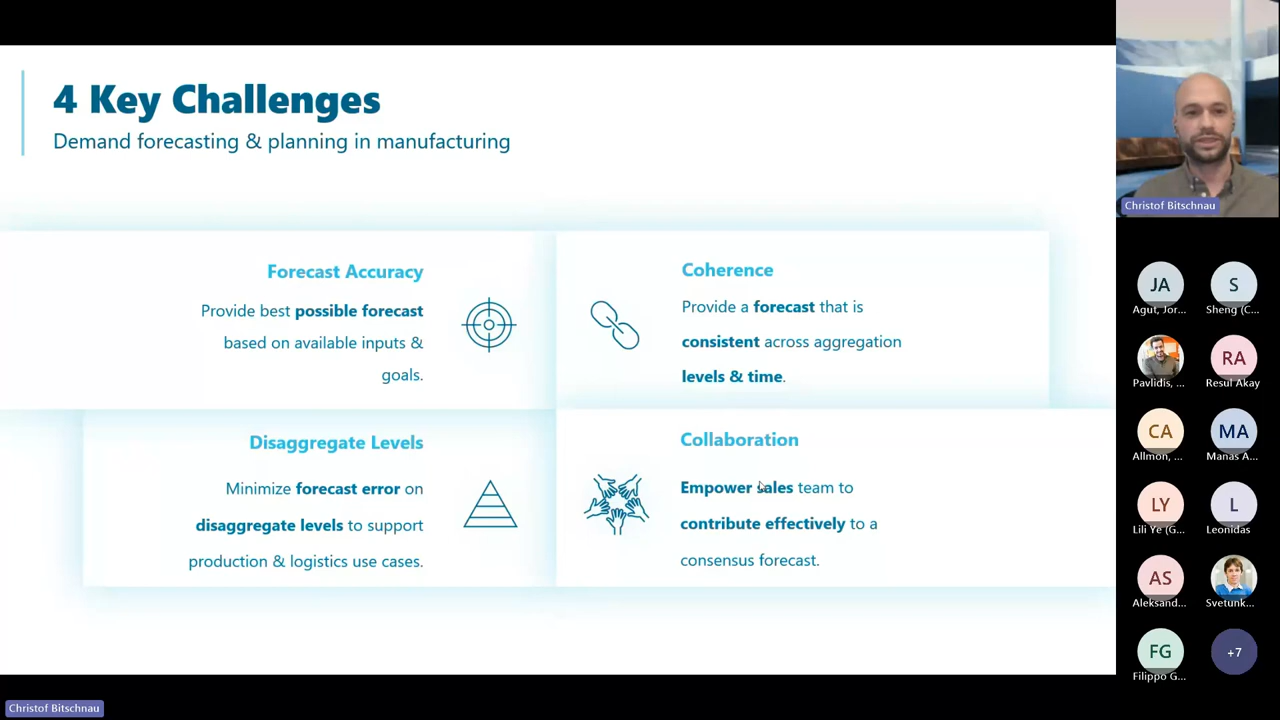 4 Key Challenges
Demand forecasting & planning in manufacturing
Forecast Accuracy
Provide best possible forecast
based on available inputs &
goals.
Coherence
Provide a forecast that is
consistent across aggregation
levels & time.
Disaggregate Levels
Minimize forecast error on
disaggregate levels to support
production & logistics use cases.
Collaboration
Empower sales team to
contribute effectively to a
consensus forecast.
Christof Bitschnau
JA
Agut, Jor...
S
Sheng (C...
Pavlidis, ...
RA
Resul Akay
CA
Allmon, ...
MA
Manas A...
LY
Lili Ye (G...
L
Leonidas
AS
Aleksand...
Svetunk...
FG
Filippo G...
+7
Christof Bitschnau